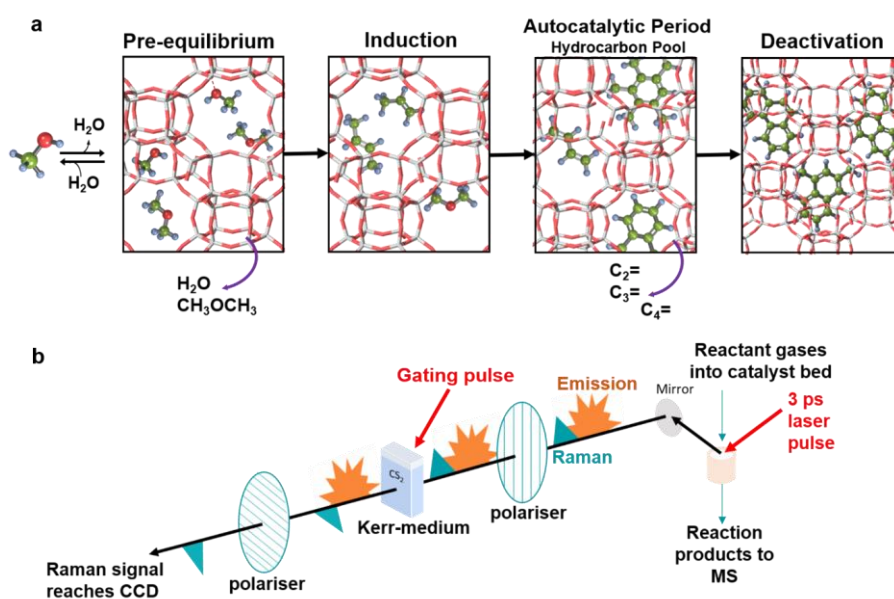 a
Pre-equilibrium
Induction
Autocatalytic Period
Hydrocarbon Pool
Deactivation
H₂O
H₂O
H₂O
CH₃OCH₃
C₂=
C₃=
C₄=
b
Gating pulse
Emission
Mirror
Reactant gases
into catalyst bed
3 ps
laser
pulse
Raman
CS₂
Kerr-medium
polariser
Reaction
products to
MS
polariser
Raman signal
reaches CCD